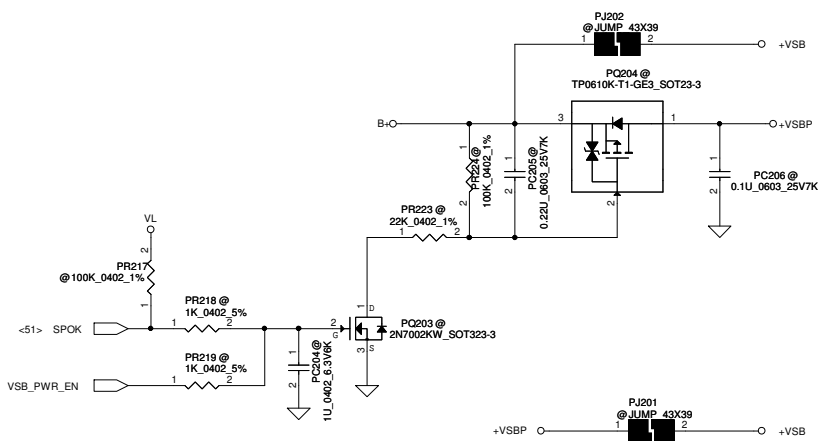 PJ202
@JUMP_43X39
1
2
+VSB
PQ204 @
TP0610K-T1-GE3_SOT23-3
B+
3
1
+VSBP
1
PR224 @
100K_0402_1%
2
1
PC205 @
0.22U_0603_25V7K
2
2
1
2
PC206 @
0.1U_0603_25V7K
PR223 @
22K_0402_1%
1
2
VL
2
PR217
@100K_0402_1%
1
PR218 @
1K_0402_5%
<51>
SPOK
1
2
1
D
2
G
3
S
PQ203 @
2N7002KW_SOT323-3
PR219 @
1K_0402_5%
VSB_PWR_EN
1
2
1
PC204 @
1U_0402_6.3V6K
2
PJ201
@JUMP_43X39
+VSBP
1
2
+VSB